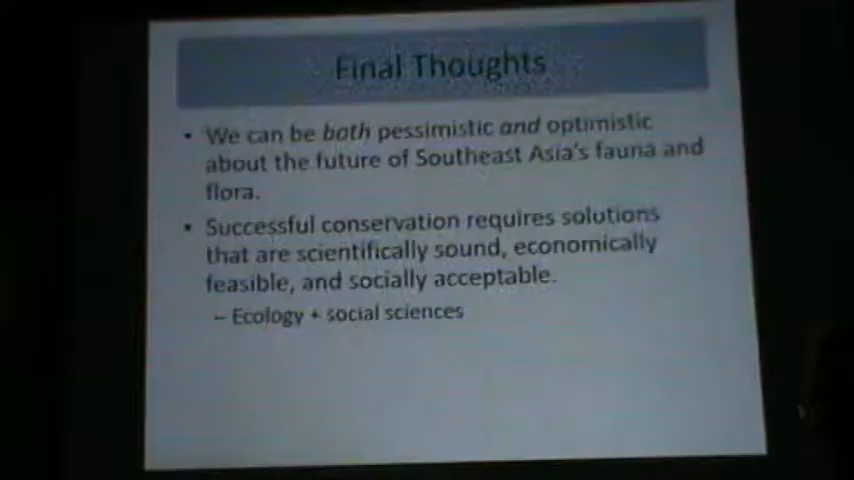 Final Thoughts
• We can be both pessimistic and optimistic
about the future of Southeast Asia's fauna and
flora.
• Successful conservation requires solutions
that are scientifically sound, economically
feasible, and socially acceptable.
– Ecology + social sciences